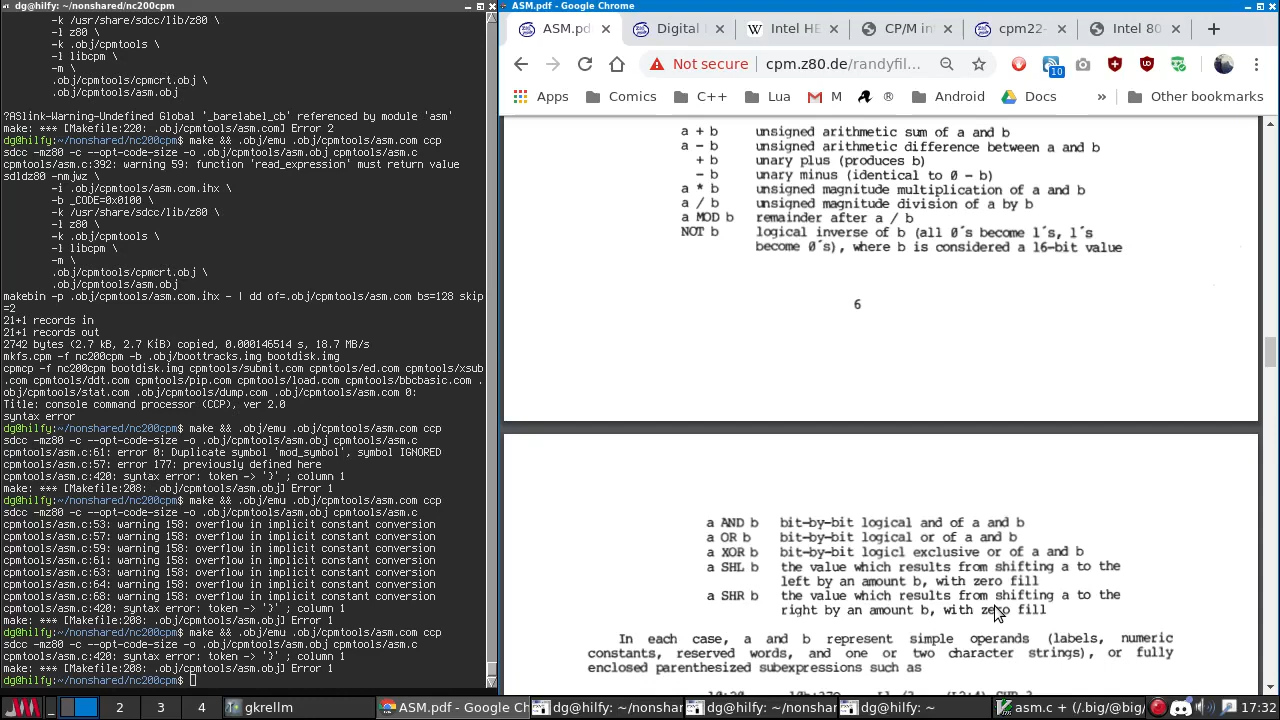 dg@hilfy: ~/nonshared/nc200cpm
-k /usr/share/sdcc/lib/z80 \
-l z80 \
-k .obj/cpmtools \
-l libcpm \
-m \
.obj/cpmtools/cpmcrt.obj \
.obj/cpmtools/asm.obj
?ASlink-Warning-Undefined Global '_barelabel_cb' referenced by module 'asm'
make: *** [Makefile:220: .obj/cpmtools/asm.com] Error 2
dg@hilfy:~/nonshared/nc200cpm$ make && .obj/emu .obj/cpmtools/asm.com ccp
sdcc -mz80 -c --opt-code-size -o .obj/cpmtools/asm.obj cpmtools/asm.c
cpmtools/asm.c:392: warning 59: function 'read_expression' must return value
sdldz80 -nmjwz \
-i .obj/cpmtools/asm.com.ihx \
-b _CODE=0x0100 \
-k /usr/share/sdcc/lib/z80 \
-l z80 \
-k .obj/cpmtools \
-l libcpm \
-m \
.obj/cpmtools/cpmcrt.obj \
.obj/cpmtools/asm.obj
makebin -p .obj/cpmtools/asm.com.ihx - | dd of=.obj/cpmtools/asm.com bs=128 skip
=2
21+1 records in
21+1 records out
2742 bytes (2.7 kB, 2.7 KiB) copied, 0.000146514 s, 18.7 MB/s
mkfs.cpm -f nc200cpm -b .obj/boottracks.img bootdisk.img
cpmcp -f nc200cpm bootdisk.img cpmtools/submit.com cpmtools/ed.com cpmtools/xsub
.com cpmtools/ddt.com cpmtools/pip.com cpmtools/load.com cpmtools/bbcbasic.com .
obj/cpmtools/stat.com .obj/cpmtools/dump.com .obj/cpmtools/asm.com 0:
Title: console command processor (CCP), ver 2.0
syntax error
dg@hilfy:~/nonshared/nc200cpm$ make && .obj/emu .obj/cpmtools/asm.com ccp
sdcc -mz80 -c --opt-code-size -o .obj/cpmtools/asm.obj cpmtools/asm.c
cpmtools/asm.c:61: error 0: Duplicate symbol 'mod_symbol', symbol IGNORED
cpmtools/asm.c:57: error 177: previously defined here
cpmtools/asm.c:420: syntax error: token -> '}' ; column 1
make: *** [Makefile:208: .obj/cpmtools/asm.obj] Error 1
dg@hilfy:~/nonshared/nc200cpm$ make && .obj/emu .obj/cpmtools/asm.com ccp
sdcc -mz80 -c --opt-code-size -o .obj/cpmtools/asm.obj cpmtools/asm.c
cpmtools/asm.c:53: warning 158: overflow in implicit constant conversion
cpmtools/asm.c:57: warning 158: overflow in implicit constant conversion
cpmtools/asm.c:59: warning 158: overflow in implicit constant conversion
cpmtools/asm.c:61: warning 158: overflow in implicit constant conversion
cpmtools/asm.c:63: warning 158: overflow in implicit constant conversion
cpmtools/asm.c:64: warning 158: overflow in implicit constant conversion
cpmtools/asm.c:63: warning 158: overflow in implicit constant conversion
cpmtools/asm.c:420: syntax error: token -> '}' ; column 1
make: *** [Makefile:208: .obj/cpmtools/asm.obj] Error 1
dg@hilfy:~/nonshared/nc200cpm$ make && .obj/emu .obj/cpmtools/asm.com ccp
sdcc -mz80 -c --opt-code-size -o .obj/cpmtools/asm.obj cpmtools/asm.c
cpmtools/asm.c:420: syntax error: token -> '}' ; column 1
make: *** [Makefile:208: .obj/cpmtools/asm.obj] Error 1
dg@hilfy:~/nonshared/nc200cpm$
ASM.pdf - Google Chrome
ASM.pdf Digital Intel HE CP/M in cpm22- Intel 80
Not secure cpm.z80.de/randyfil... 10
Apps Comics C++ Lua M ® Docs » Other bookmarks
a + b unsigned arithmetic sum of a and b
a - b unsigned arithmetic difference between a and b
+ b unary plus (produces b)
- b unary minus (identical to 0 - b)
a * b unsigned magnitude multiplication of a and b
a / b unsigned magnitude division of a by b
a MOD b remainder after a / b
NOT b logical inverse of b (all 0´s become 1´s, 1´s
become 0´s), where b is considered a 16-bit value
6
a AND b bit-by-bit logical and of a and b
a OR b bit-by-bit logical or of a and b
a XOR b bit-by-bit logicl exclusive or of a and b
a SHL b the value which results from shifting a to the
left by an amount b, with zero fill
a SHR b the value which results from shifting a to the
right by an amount b, with zero fill
In each case, a and b represent simple operands (labels, numeric
constants, reserved words, and one or two character strings), or fully
enclosed parenthesized subexpressions such as
2 3 4 gkrellm ASM.pdf - Google Ch dg@hilfy: ~/nonshar dg@hilfy: ~/nonshar dg@hilfy: ~ asm.c + (/.big/@big/ 17:32